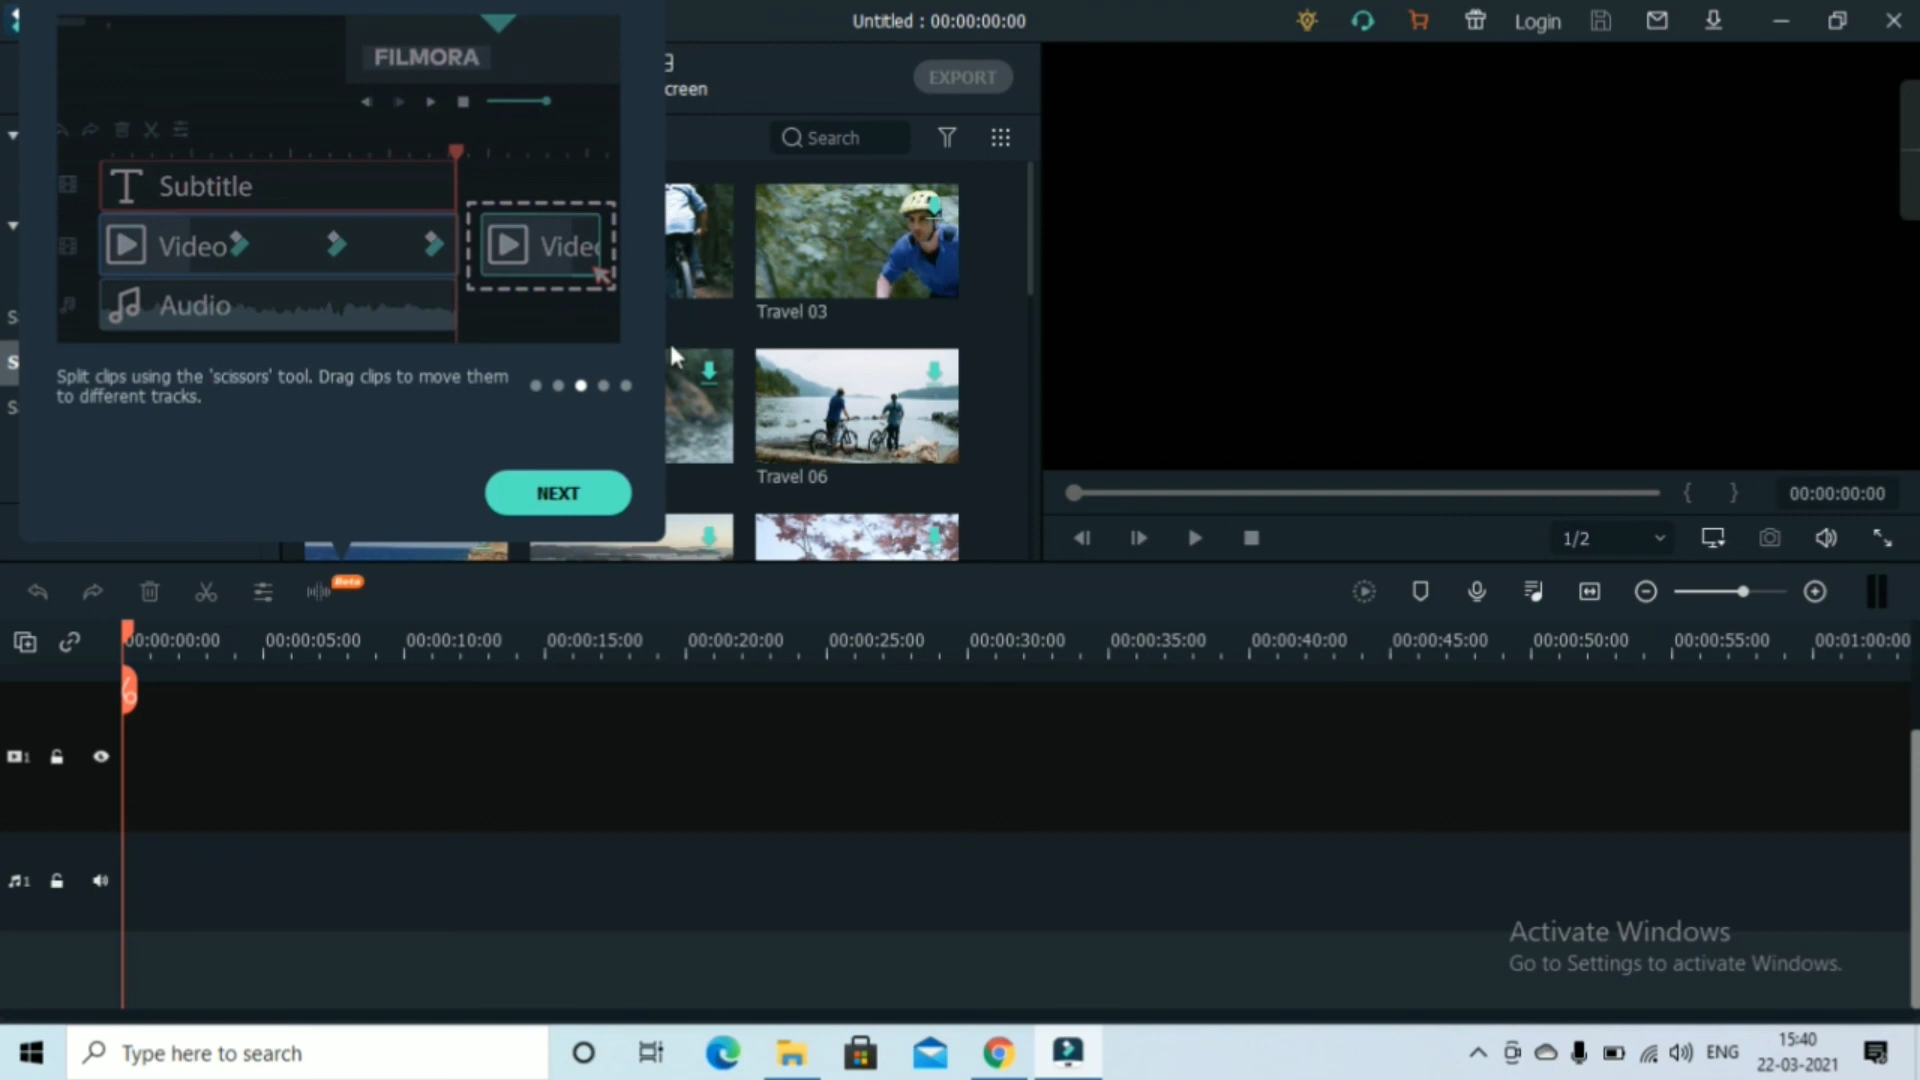 Untitled : 00:00:00:00
Login
FILMORA
creen
EXPORT
Search
Subtitle
Video
Audio
Travel 03
Split clips using the 'scissors' tool. Drag clips to move them
to different tracks.
NEXT
Travel 06
{ }
00:00:00:00
1/2
Beta
00:00:00:00 00:00:05:00 00:00:10:00 00:00:15:00 00:00:20:00 00:00:25:00 00:00:30:00 00:00:35:00 00:00:40:00 00:00:45:00 00:00:50:00 00:00:55:00 00:01:00:00
1
1
Activate Windows
Go to Settings to activate Windows.
Type here to search
ENG
15:40
22-03-2021